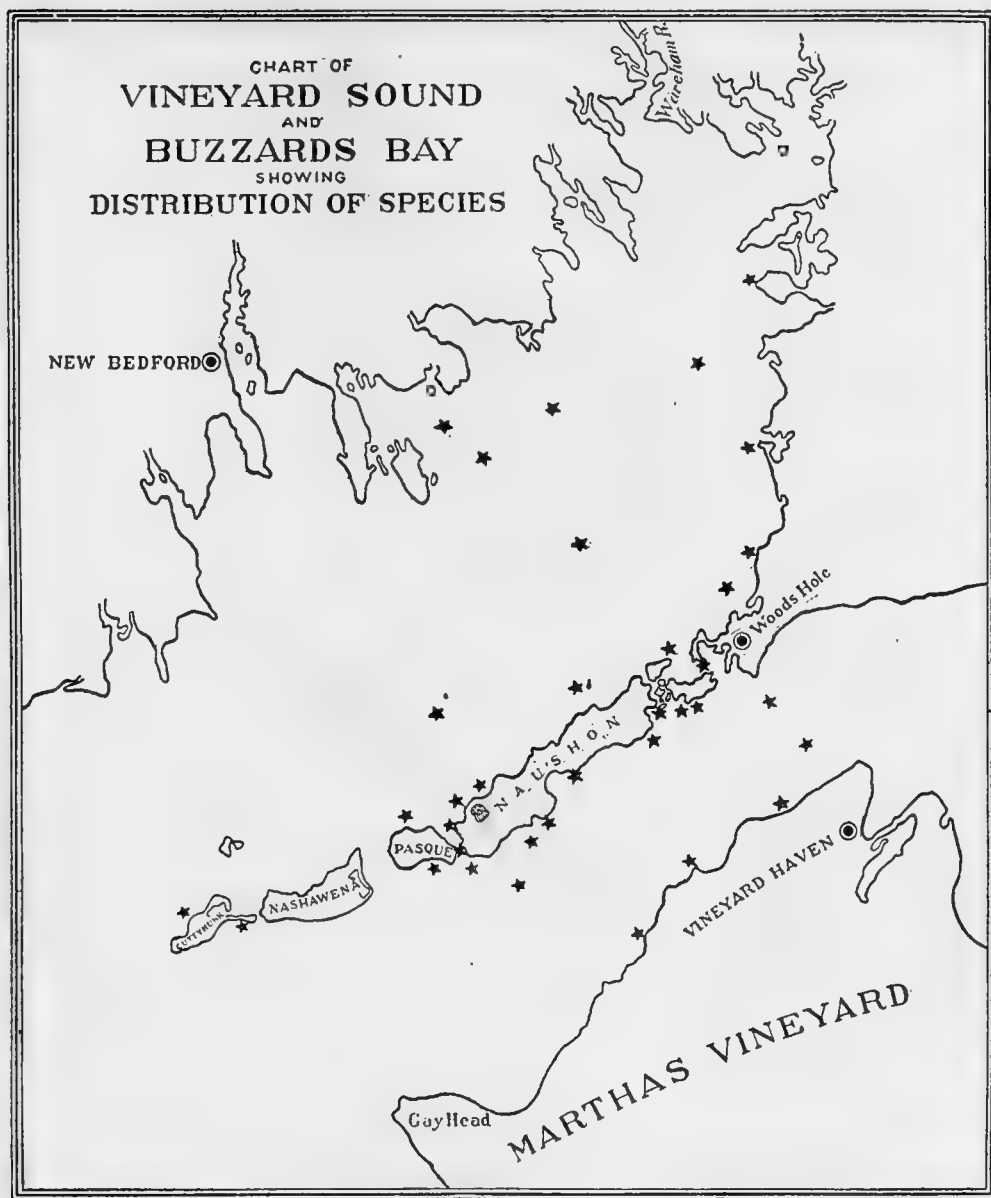 CHART OF
VINEYARD SOUND
AND
BUZZARDS BAY
SHOWING
DISTRIBUTION OF SPECIES
Wareham R.
NEW BEDFORD
Woods Hole
NAUSHON
PASQUE
NASHAWENA
CUTTYHUNK
VINEYARD HAVEN
MARTHAS VINEYARD
Gay Head